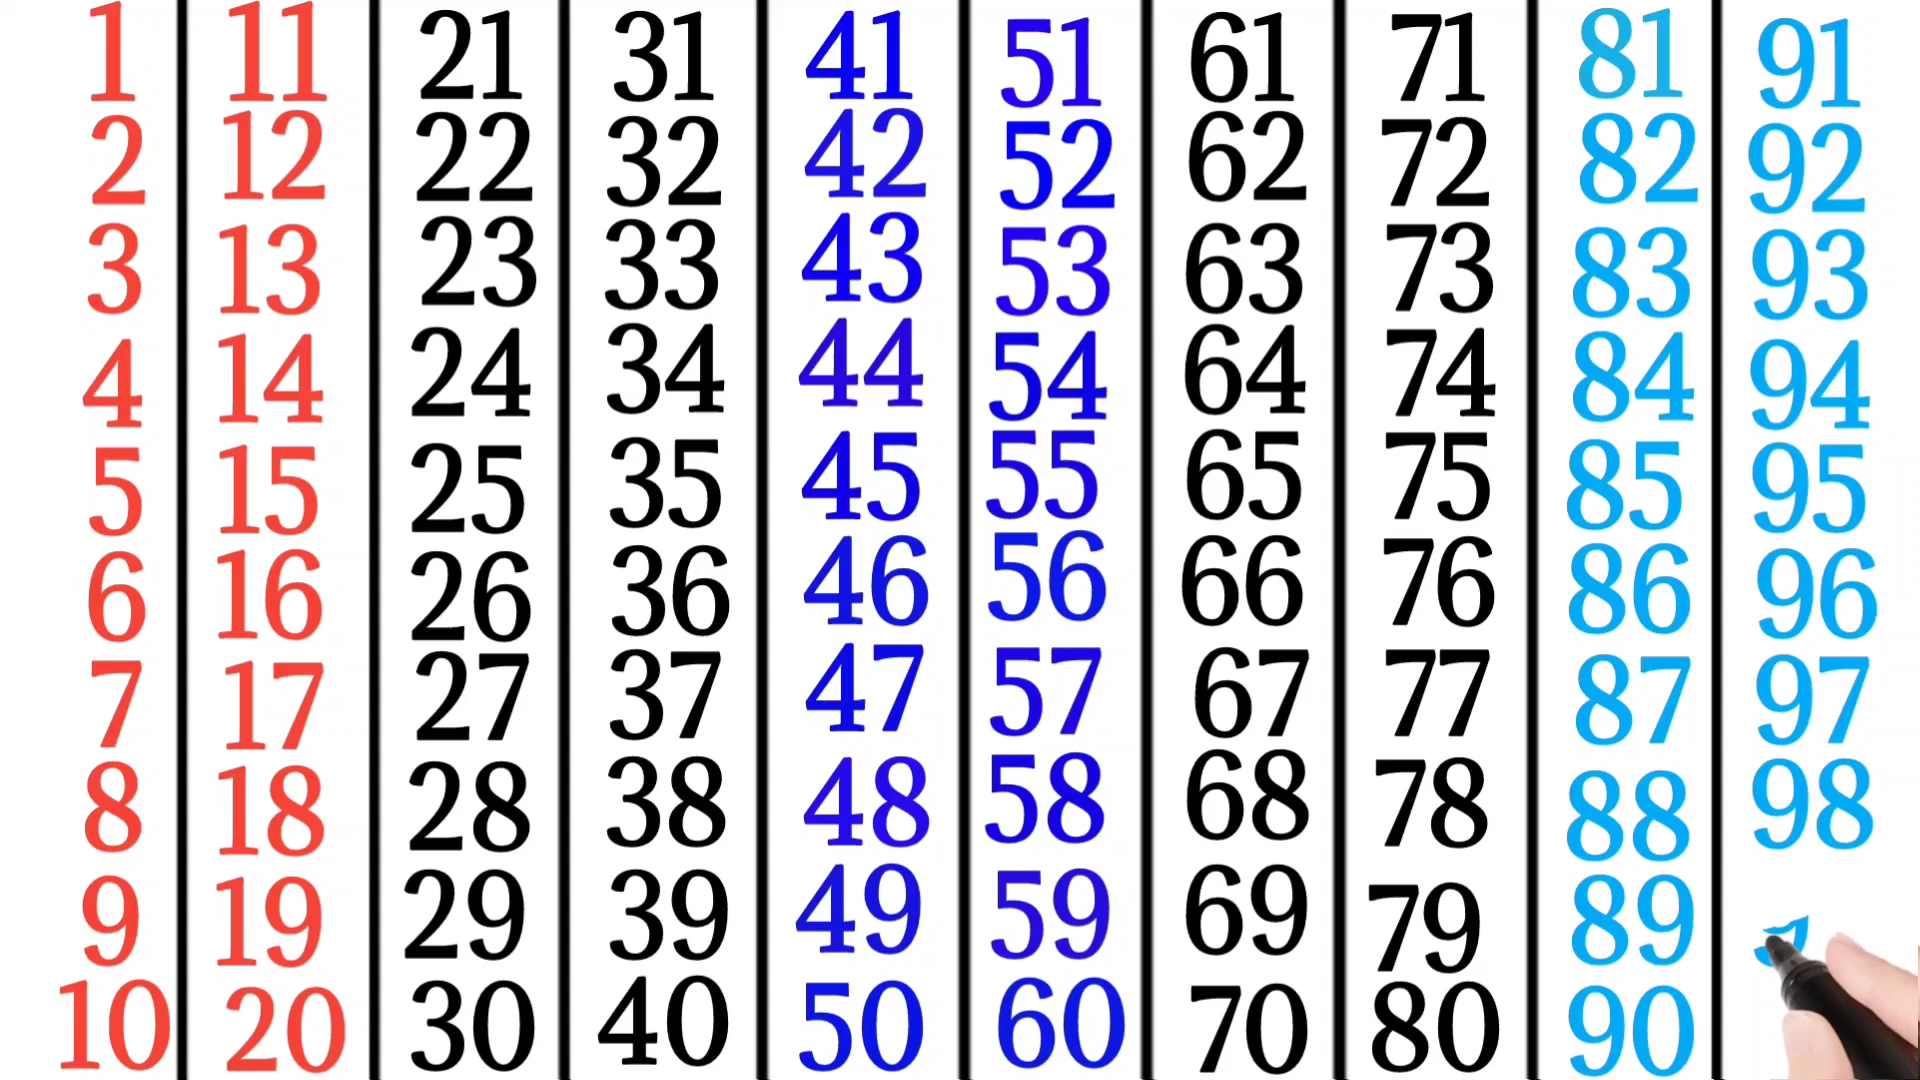 1 11 21 31 41 51 61 71 81 91
2 12 22 32 42 52 62 72 82 92
3 13 23 33 43 53 63 73 83 93
4 14 24 34 44 54 64 74 84 94
5 15 25 35 45 55 65 75 85 95
6 16 26 36 46 56 66 76 86 96
7 17 27 37 47 57 67 77 87 97
8 18 28 38 48 58 68 78 88 98
9 19 29 39 49 59 69 79 89
10 20 30 40 50 60 70 80 90